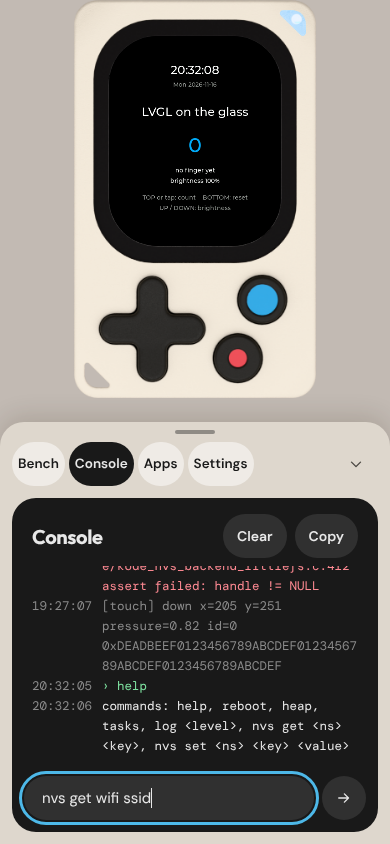 20:32:08
Mon 2026-11-16
LVGL on the glass
0
no finger yet
brightness 100%
TOP or tap: count BOTTOM: reset
UP / DOWN: brightness
Bench Console Apps Settings
Console Clear Copy
e/kode_nvs_backend_littlefs.c:412
assert failed: handle != NULL
19:27:07 [touch] down x=205 y=251
pressure=0.82 id=0
0xDEADBEEF0123456789ABCDEF01234567
89ABCDEF0123456789ABCDEF
20:32:05 › help
20:32:06 commands: help, reboot, heap,
tasks, log <level>, nvs get <ns>
<key>, nvs set <ns> <key> <value>
nvs get wifi ssid